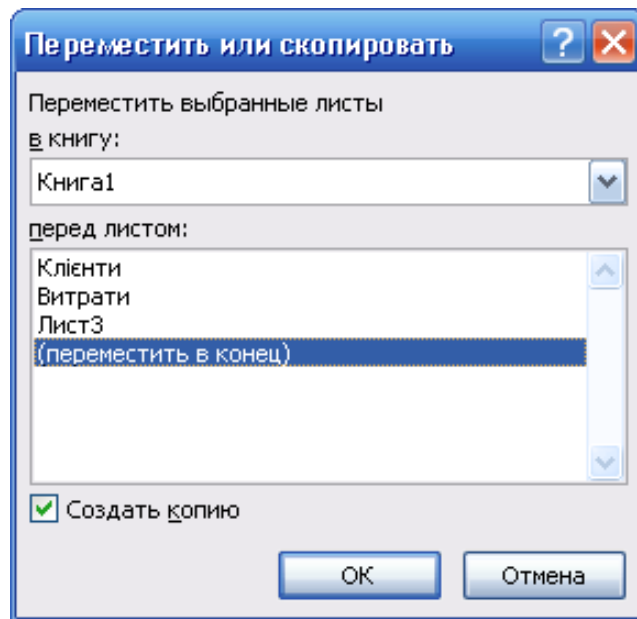 Переместить или скопировать
Переместить выбранные листы
в книгу:
Книга1
перед листом:
Клієнти
Витрати
Лист3
(переместить в конец)
Создать копию
ОК Отмена